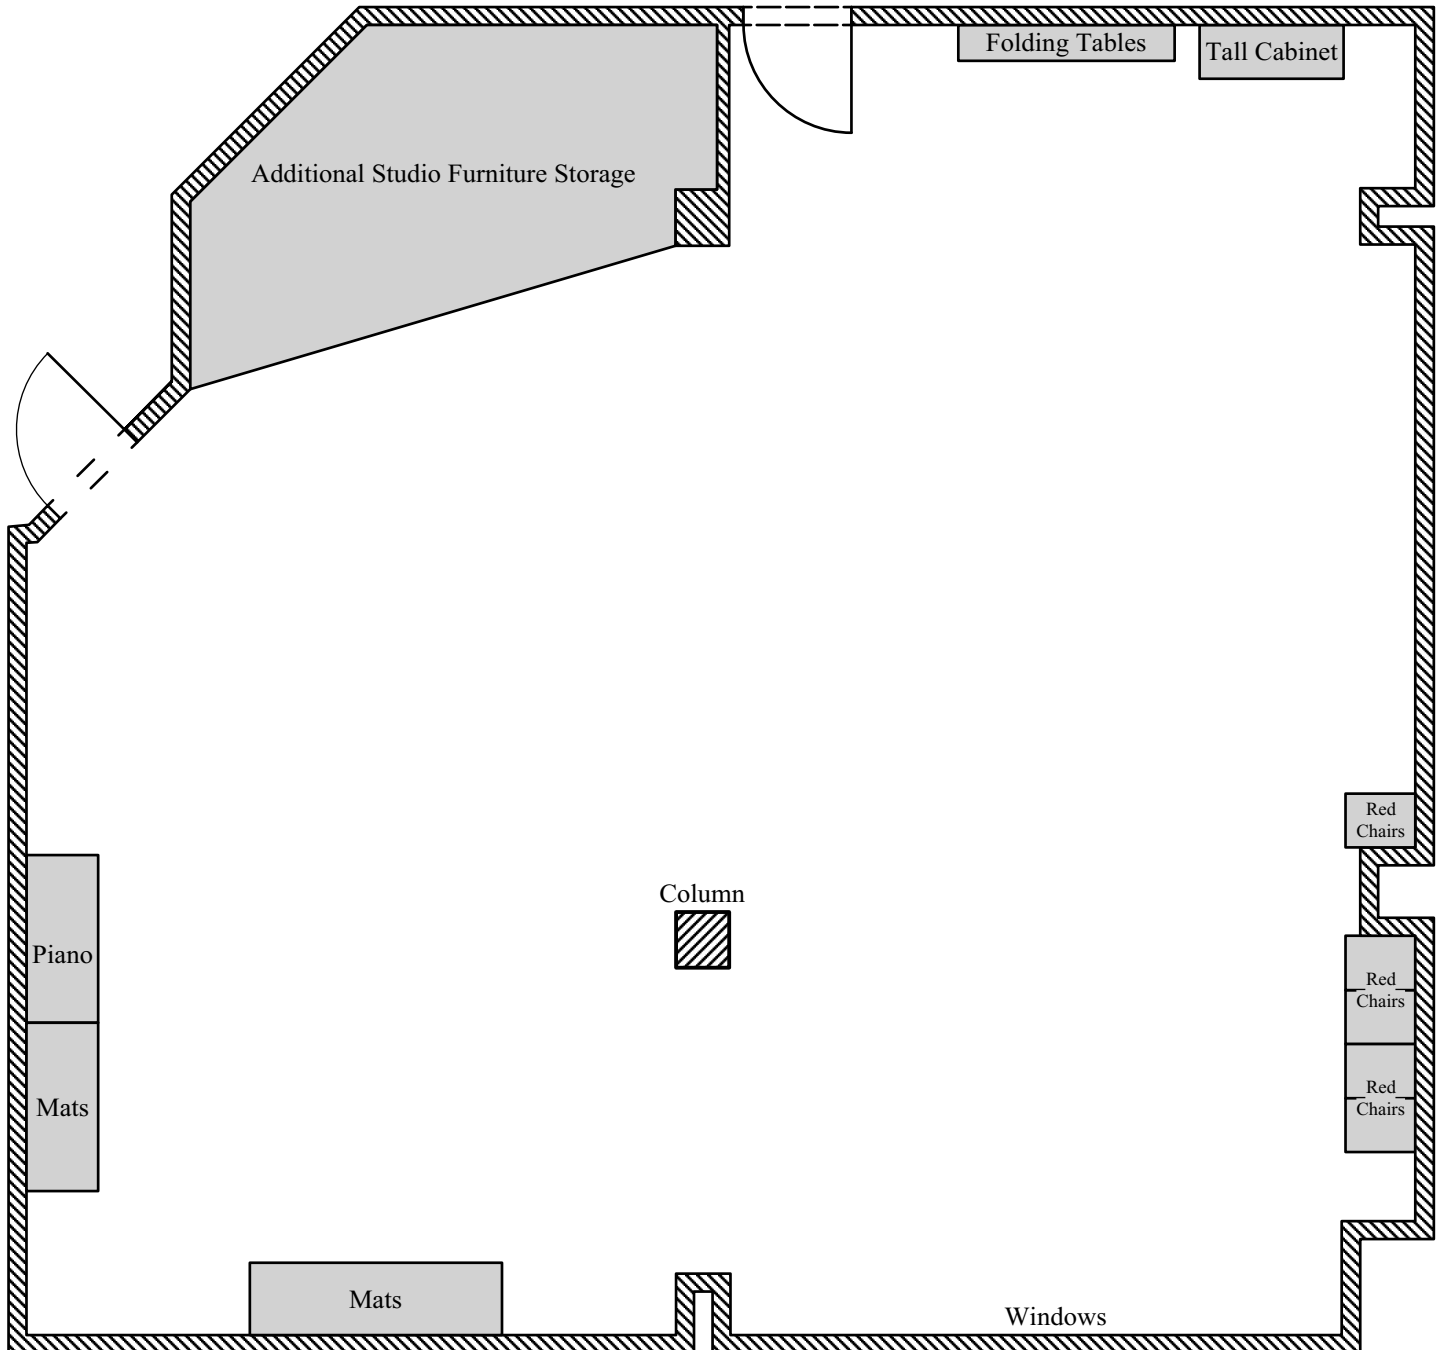 Folding Tables
Tall Cabinet
Additional Studio Furniture Storage
Red
Chairs
Column
Piano
Red
Chairs
Mats
Red
Chairs
Mats
Windows